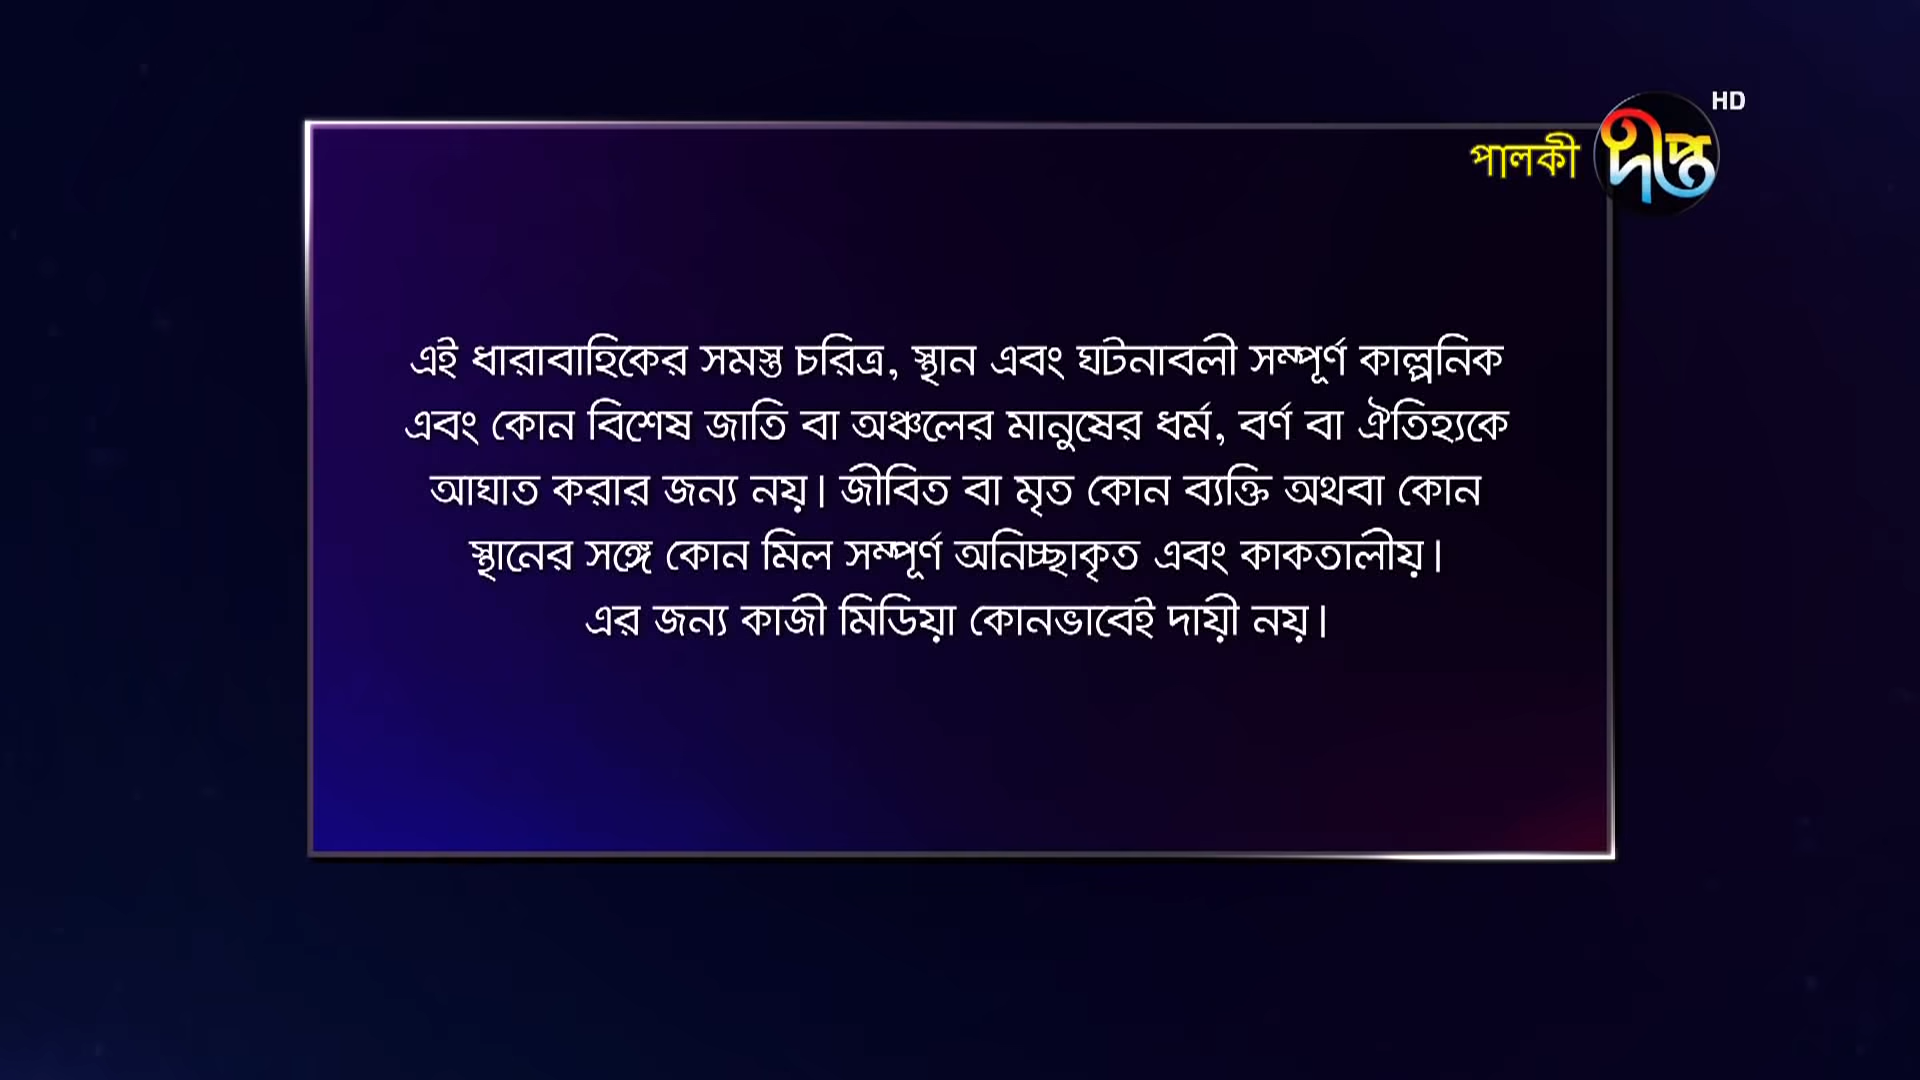 HD
পালকী দীপ্ত
এই ধারাবাহিকের সমস্ত চরিত্র, স্থান এবং ঘটনাবলী সম্পূর্ণ কাল্পনিক
এবং কোন বিশেষ জাতি বা অঞ্চলের মানুষের ধর্ম, বর্ণ বা ঐতিহ্যকে
আঘাত করার জন্য নয়। জীবিত বা মৃত কোন ব্যক্তি অথবা কোন
স্থানের সঙ্গে কোন মিল সম্পূর্ণ অনিচ্ছাকৃত এবং কাকতালীয়।
এর জন্য কাজী মিডিয়া কোনভাবেই দায়ী নয়।